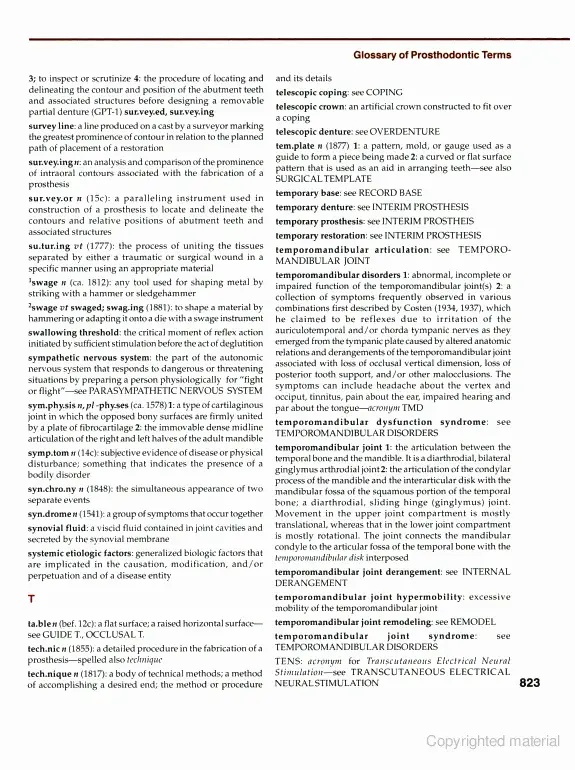 Glossary of Prosthodontic Terms
3; to inspect or scrutinize 4: the procedure of locating and
delineating the contour and position of the abutment teeth
and associated structures before designing a removable
partial denture (GPT-1) sur.vey.ed, sur.vey.ing
survey line: a line produced on a cast by a surveyor marking
the greatest prominence of contour in relation to the planned
path of placement of a restoration
sur.vey.ing n: an analysis and comparison of the prominence
of intraoral contours associated with the fabrication of a
prosthesis
sur.vey.or n (15c): a paralleling instrument used in
construction of a prosthesis to locate and delineate the
contours and relative positions of abutment teeth and
associated structures
su.tur.ing vt (1777): the process of uniting the tissues
separated by either a traumatic or surgical wound in a
specific manner using an appropriate material
¹swage n (ca. 1812): any tool used for shaping metal by
striking with a hammer or sledgehammer
²swage vt swaged; swag.ing (1881): to shape a material by
hammering or adapting it onto a die with a swage instrument
swallowing threshold: the critical moment of reflex action
initiated by sufficient stimulation before the act of deglutition
sympathetic nervous system: the part of the autonomic
nervous system that responds to dangerous or threatening
situations by preparing a person physiologically for "fight
or flight"—see PARASYMPATHETIC NERVOUS SYSTEM
sym.phy.sis n, pl -phy.ses (ca. 1578) 1: a type of cartilaginous
joint in which the opposed bony surfaces are firmly united
by a plate of fibrocartilage 2: the immovable dense midline
articulation of the right and left halves of the adult mandible
symp.tom n (14c): subjective evidence of disease or physical
disturbance; something that indicates the presence of a
bodily disorder
syn.chro.ny n (1848): the simultaneous appearance of two
separate events
syn.drome n (1541): a group of symptoms that occur together
synovial fluid: a viscid fluid contained in joint cavities and
secreted by the synovial membrane
systemic etiologic factors: generalized biologic factors that
are implicated in the causation, modification, and/or
perpetuation and of a disease entity
T
ta.ble n (bef. 12c): a flat surface; a raised horizontal surface—
see GUIDE T., OCCLUSAL T.
tech.nic n (1855): a detailed procedure in the fabrication of a
prosthesis—spelled also technique
tech.nique n (1817): a body of technical methods; a method
of accomplishing a desired end; the method or procedure
and its details
telescopic coping: see COPING
telescopic crown: an artificial crown constructed to fit over
a coping
telescopic denture: see OVERDENTURE
tem.plate n (1877) 1: a pattern, mold, or gauge used as a
guide to form a piece being made 2: a curved or flat surface
pattern that is used as an aid in arranging teeth—see also
SURGICAL TEMPLATE
temporary base: see RECORD BASE
temporary denture: see INTERIM PROSTHESIS
temporary prosthesis: see INTERIM PROSTHEIS
temporary restoration: see INTERIM PROSTHESIS
temporomandibular articulation: see TEMPORO-
MANDIBULAR JOINT
temporomandibular disorders 1: abnormal, incomplete or
impaired function of the temporomandibular joint(s) 2: a
collection of symptoms frequently observed in various
combinations first described by Costen (1934, 1937), which
he claimed to be reflexes due to irritation of the
auriculotemporal and/or chorda tympanic nerves as they
emerged from the tympanic plate caused by altered anatomic
relations and derangements of the temporomandibular joint
associated with loss of occlusal vertical dimension, loss of
posterior tooth support, and/or other malocclusions. The
symptoms can include headache about the vertex and
occiput, tinnitus, pain about the ear, impaired hearing and
par about the tongue—acronym TMD
temporomandibular dysfunction syndrome: see
TEMPOROMANDIBULAR DISORDERS
temporomandibular joint 1: the articulation between the
temporal bone and the mandible. It is a diarthrodial, bilateral
ginglymus arthrodial joint 2: the articulation of the condylar
process of the mandible and the interarticular disk with the
mandibular fossa of the squamous portion of the temporal
bone; a diarthrodial, sliding hinge (ginglymus) joint.
Movement in the upper joint compartment is mostly
translational, whereas that in the lower joint compartment
is mostly rotational. The joint connects the mandibular
condyle to the articular fossa of the temporal bone with the
temporomandibular disk interposed
temporomandibular joint derangement: see INTERNAL
DERANGEMENT
temporomandibular joint hypermobility: excessive
mobility of the temporomandibular joint
temporomandibular joint remodeling: see REMODEL
temporomandibular joint syndrome: see
TEMPOROMANDIBULAR DISORDERS
TENS: acronym for Transcutaneous Electrical Neural
Stimulation—see TRANSCUTANEOUS ELECTRICAL
NEURAL STIMULATION
823
Copyrighted material